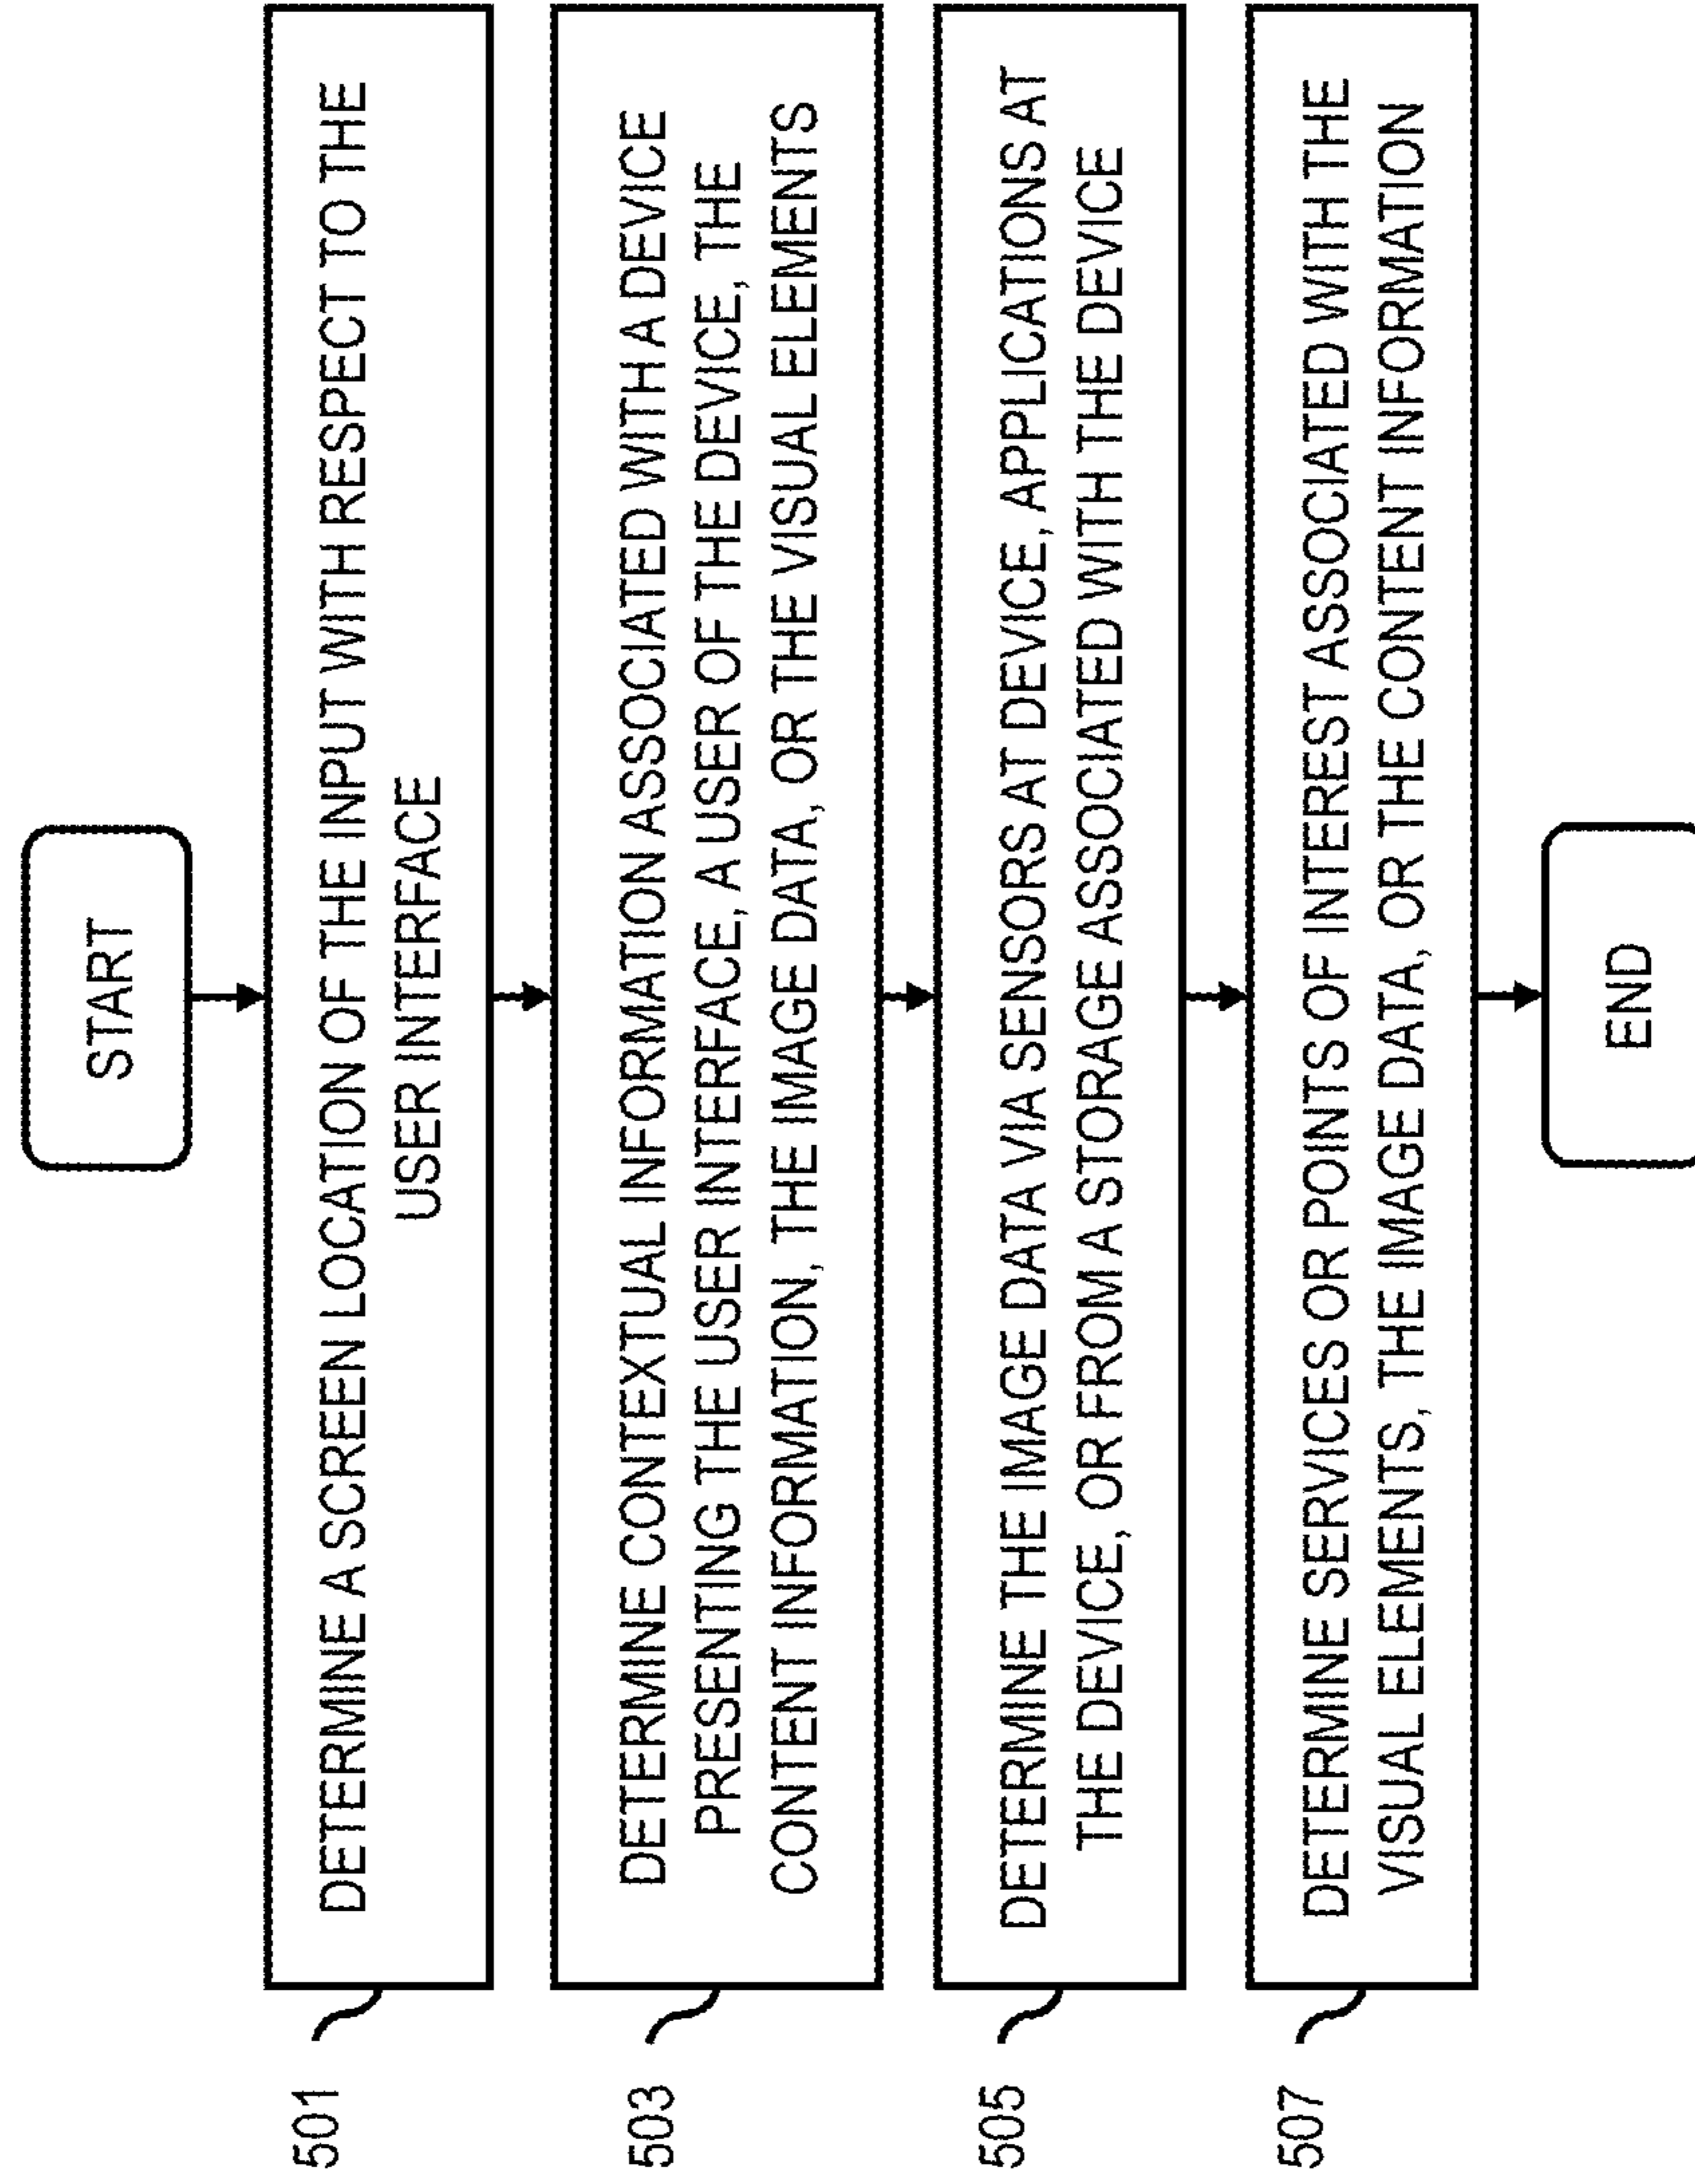 START
501
DETERMINE A SCREEN LOCATION OF THE INPUT WITH RESPECT TO THE
USER INTERFACE
503
DETERMINE CONTEXTUAL INFORMATION ASSOCIATED WITH A DEVICE
PRESENTING THE USER INTERFACE, A USER OF THE DEVICE, THE
CONTENT INFORMATION, THE IMAGE DATA, OR THE VISUAL ELEMENTS
505
DETERMINE THE IMAGE DATA VIA SENSORS AT DEVICE, APPLICATIONS AT
THE DEVICE, OR FROM A STORAGE ASSOCIATED WITH THE DEVICE
507
DETERMINE SERVICES OR POINTS OF INTEREST ASSOCIATED WITH THE
VISUAL ELEMENTS, THE IMAGE DATA, OR THE CONTENT INFORMATION
END